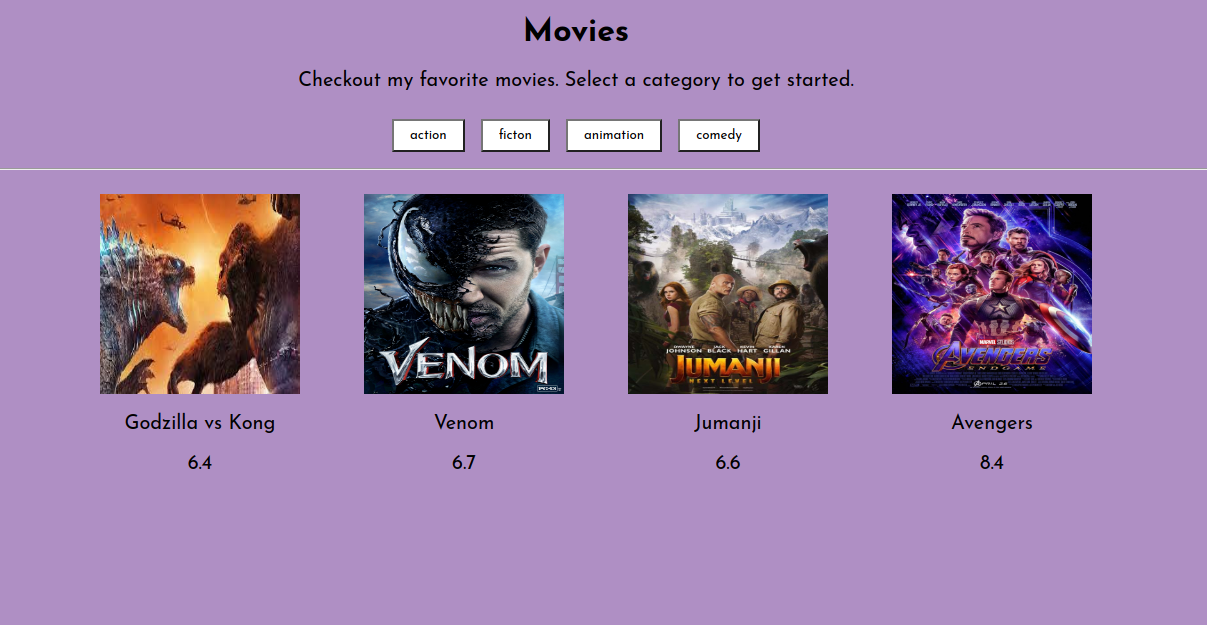 Movies
Checkout my favorite movies. Select a category to get started.
action ficton animation comedy
VENOM
DWAYNE JACK KEVIN KAREN
JOHNSON BLACK HART GILLAN
JUMANJI
NEXT LEVEL
MARVEL STUDIOS
AVENGERS
ENDGAME
APRIL 26
Godzilla vs Kong Venom Jumanji Avengers
6.4 6.7 6.6 8.4